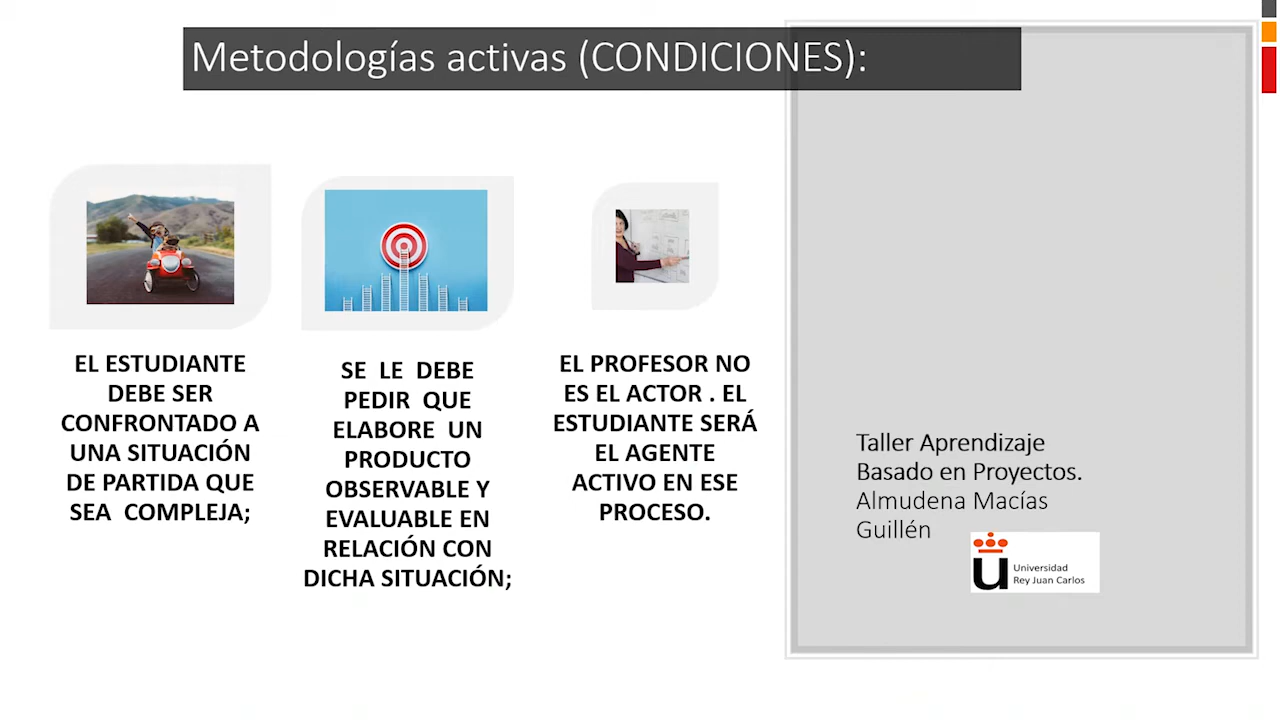 Metodologías activas (CONDICIONES):
EL ESTUDIANTE
DEBE SER
CONFRONTADO A
UNA SITUACIÓN
DE PARTIDA QUE
SEA COMPLEJA;
SE LE DEBE
PEDIR QUE
ELABORE UN
PRODUCTO
OBSERVABLE Y
EVALUABLE EN
RELACIÓN CON
DICHA SITUACIÓN;
EL PROFESOR NO
ES EL ACTOR . EL
ESTUDIANTE SERÁ
EL AGENTE
ACTIVO EN ESE
PROCESO.
Taller Aprendizaje
Basado en Proyectos.
Almudena Macías
Guillén
u Universidad
Rey Juan Carlos